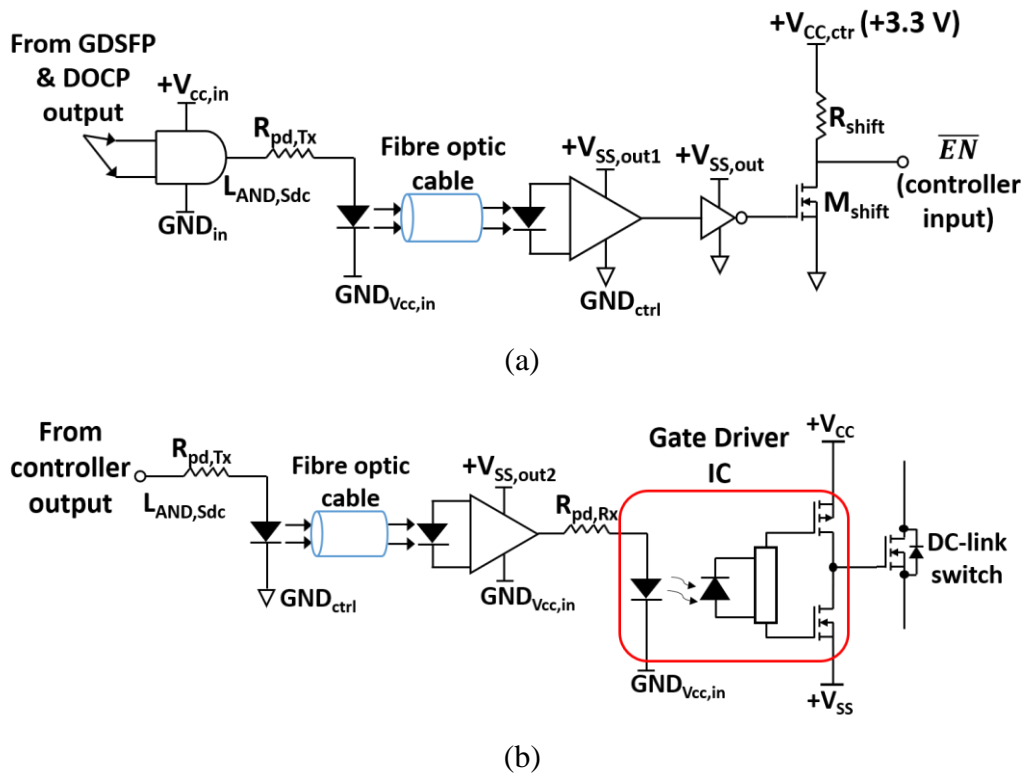 From GDSFP
& DOCP
output
+Vcc,in
GNDin
LAND,Sdc
Rpd,Tx
GNDVcc,in
Fibre optic
cable
+VSS,out1
GNDctrl
+VSS,out
+VCC,ctr (+3.3 V)
Rshift
Mshift
E̅N̅
(controller
input)
(a)
From
controller
output
Rpd,Tx
LAND,Sdc
GNDctrl
Fibre optic
cable
+VSS,out2
GNDVcc,in
Rpd,Rx
Gate Driver
IC
GNDVcc,in
+VCC
+VSS
DC-link
switch
(b)